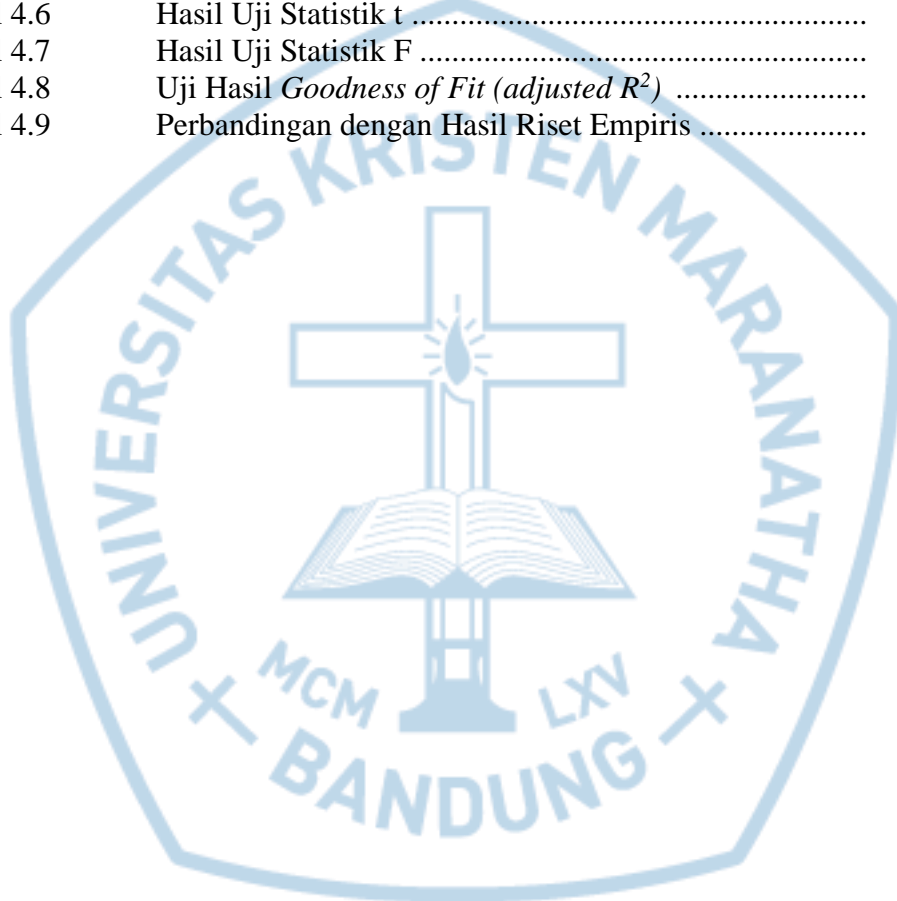 4.6 Hasil Uji Statistik t ..........................................................
4.7 Hasil Uji Statistik F .........................................................
4.8 Uji Hasil Goodness of Fit (adjusted R²) ........................
4.9 Perbandingan dengan Hasil Riset Empiris .....................
UNIVERSITAS KRISTEN MARANATHA
MCM LXV
BANDUNG